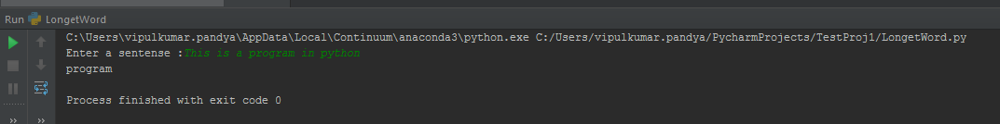 Run LongetWord
C:\Users\vipulkumar.pandya\AppData\Local\Continuum\anaconda3\python.exe C:/Users/vipulkumar.pandya/PycharmProjects/TestProj1/LongetWord.py
Enter a sentence :This is a program in python
program
Process finished with exit code 0